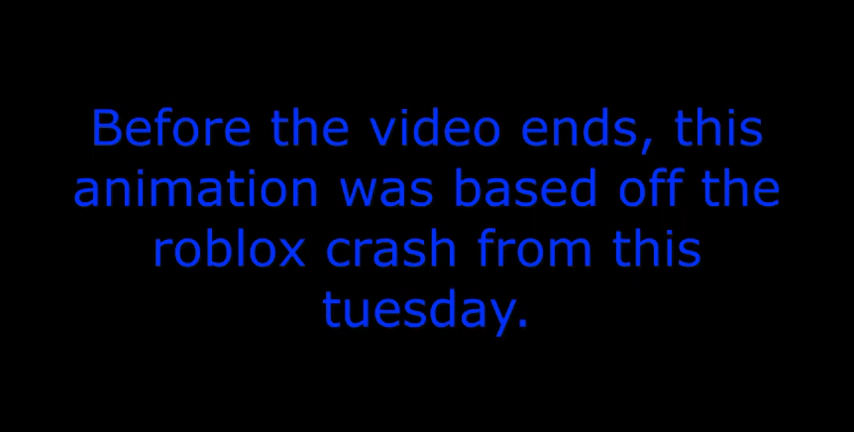 Before the video ends, this
animation was based off the
roblox crash from this
tuesday.